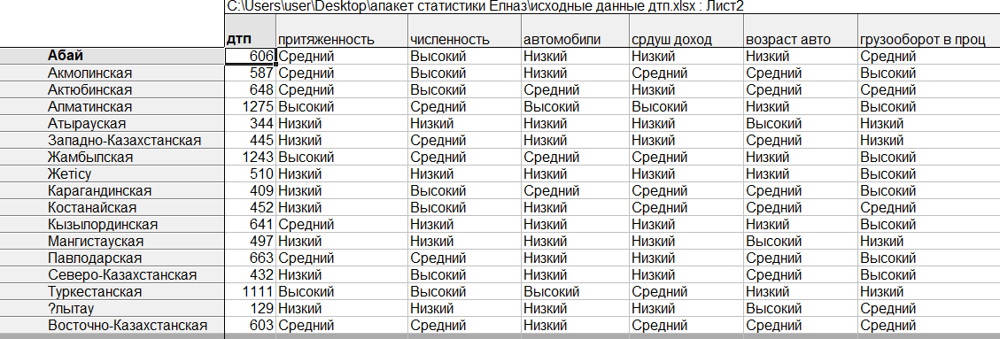 C:\Users\user\Desktop\апакет статистики Елназ\исходные данные дтп.xlsx : Лист2
дтп притяженность численность автомобили срдуш доход возраст авто грузооборот в проц
Абай 606 Средний Высокий Низкий Низкий Низкий Средний
Акмолинская 587 Средний Высокий Низкий Средний Средний Высокий
Актюбинская 648 Средний Высокий Средний Низкий Средний Средний
Алматинская 1275 Высокий Средний Высокий Высокий Средний Высокий
Атырауская 344 Низкий Низкий Низкий Низкий Высокий Низкий
Западно-Казахстанская 445 Низкий Средний Низкий Низкий Средний Низкий
Жамбылская 1243 Высокий Средний Средний Средний Низкий Высокий
Жетісу 510 Низкий Низкий Низкий Низкий Низкий Высокий
Карагандинская 409 Низкий Высокий Средний Средний Средний Высокий
Костанайская 452 Низкий Высокий Низкий Средний Средний Средний
Кызылординская 641 Средний Низкий Низкий Низкий Низкий Высокий
Мангистауская 497 Низкий Низкий Низкий Низкий Высокий Низкий
Павлодарская 663 Средний Средний Низкий Низкий Средний Высокий
Северо-Казахстанская 432 Низкий Высокий Низкий Низкий Средний Высокий
Туркестанская 1111 Высокий Высокий Высокий Средний Низкий Низкий
?лытау 129 Низкий Низкий Низкий Низкий Высокий Средний
Восточно-Казахстанская 603 Средний Средний Низкий Средний Средний Средний